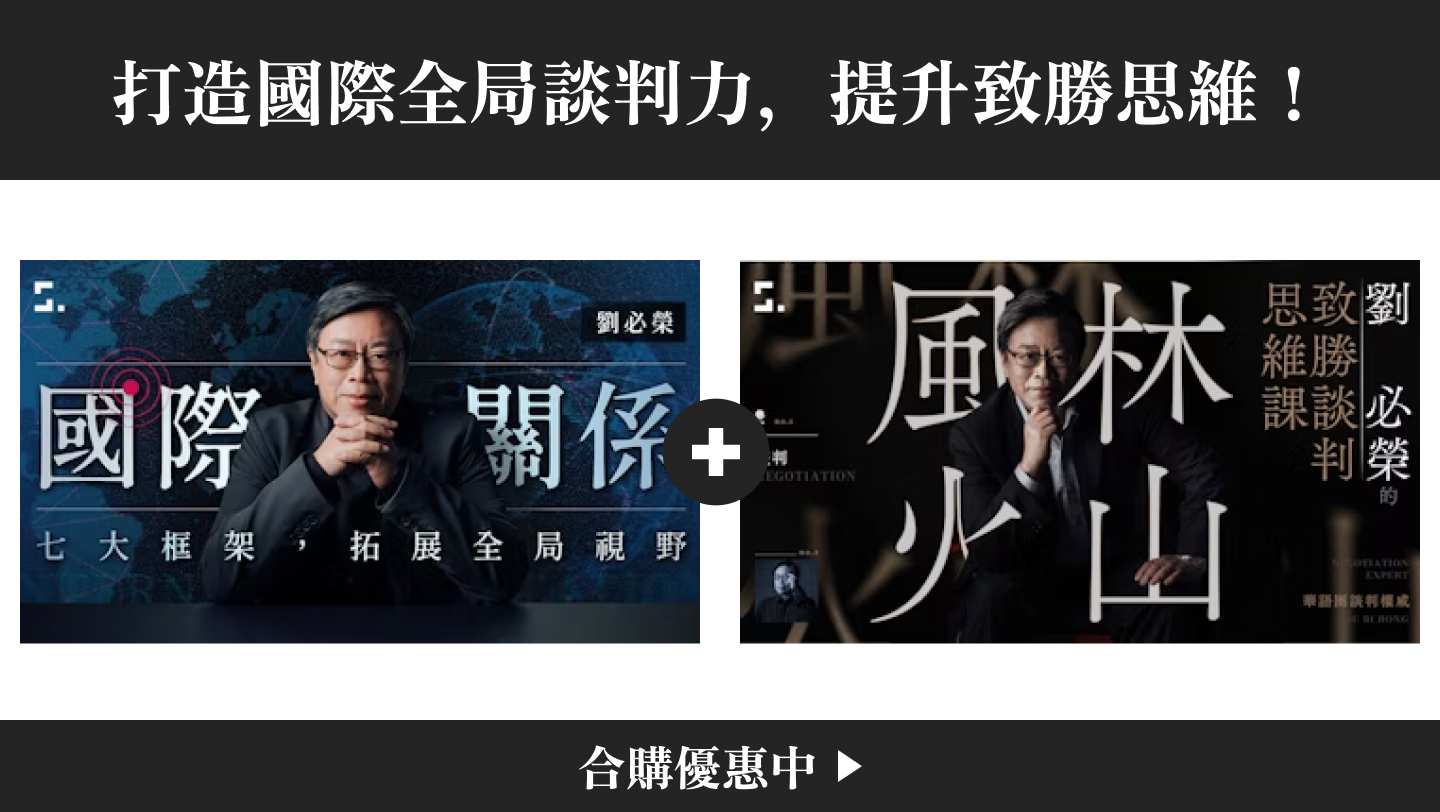 打造國際全局談判力，提升致勝思維！
劉必榮
國際關係
七大框架，拓展全局視野
風林
火山
劉必榮的
致勝談判
思維課
NEGOTIATION
NEGOTIATION
EXPERT
華語圈談判權威
合購優惠中